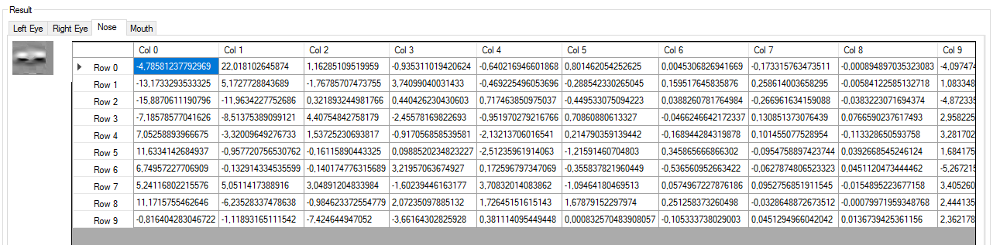 Result
Left Eye Right Eye Nose Mouth
Col 0 Col 1 Col 2 Col 3 Col 4 Col 5 Col 6 Col 7 Col 8 Col 9
Row 0 -4,78581237792969 22,018102645874 1,16285109519959 -0,935311019420624 -0,640216946601868 0,801462054252625 0,0045306826941669 -0,173315763473511 -0,000894897035323083 -4,097474
Row 1 -13,1733293533325 5,1727728843689 -1,76785707473755 3,74099040031433 -0,469225496053696 -0,288542330265045 0,159517645835876 0,258614003658295 -0,00584122585132718 1,083348
Row 2 -15,8870611190796 -11,9634227752686 0,321893244981766 0,440426230430603 0,717463850975037 -0,449533075094223 0,0388260781764984 -0,266961634159088 -0,0383223071694374 -4,872335
Row 3 -7,18578577041626 -8,51375389099121 4,40754842758179 -2,45578169822693 -0,951970279216766 0,70860880613327 -0,0466246642172337 0,130851373076439 0,0766590237617493 2,958225
Row 4 7,05258893966675 -3,32009649276733 1,53725230693817 -0,917056858539581 -2,13213706016541 0,214790359139442 -0,168944284319878 0,101455077528954 -0,113328650593758 3,281702
Row 5 11,6334142684937 -0,957720756530762 -0,16115890443325 0,0988520234823227 -2,51235961914063 -1,21591460704803 0,345865666866302 -0,0954758897423744 0,0392668545246124 1,684175
Row 6 6,74957227706909 -0,132914334535599 -0,140174776315689 3,21957063674927 0,172596797347069 -0,355837821960449 -0,536560952663422 -0,0627874806523323 0,0451120473444462 -5,267215
Row 7 5,24116802215576 5,0511417388916 3,04891204833984 -1,60239446163177 3,70832014083862 -1,09464180469513 0,0574967227876186 0,0952756851911545 -0,0154895223677158 3,405260
Row 8 11,1715755462646 -6,23528337478638 -0,984623372554779 2,07235097885132 1,72645151615143 1,67879152297974 0,251258373260498 -0,0328648872673512 -0,00079971959348768 2,444135
Row 9 -0,816404283046722 -1,11893165111542 -7,424644947052 -3,66164302825928 0,381114095449448 0,000832570483908057 -0,105333738029003 0,0451294966042042 0,0136739425361156 2,362178